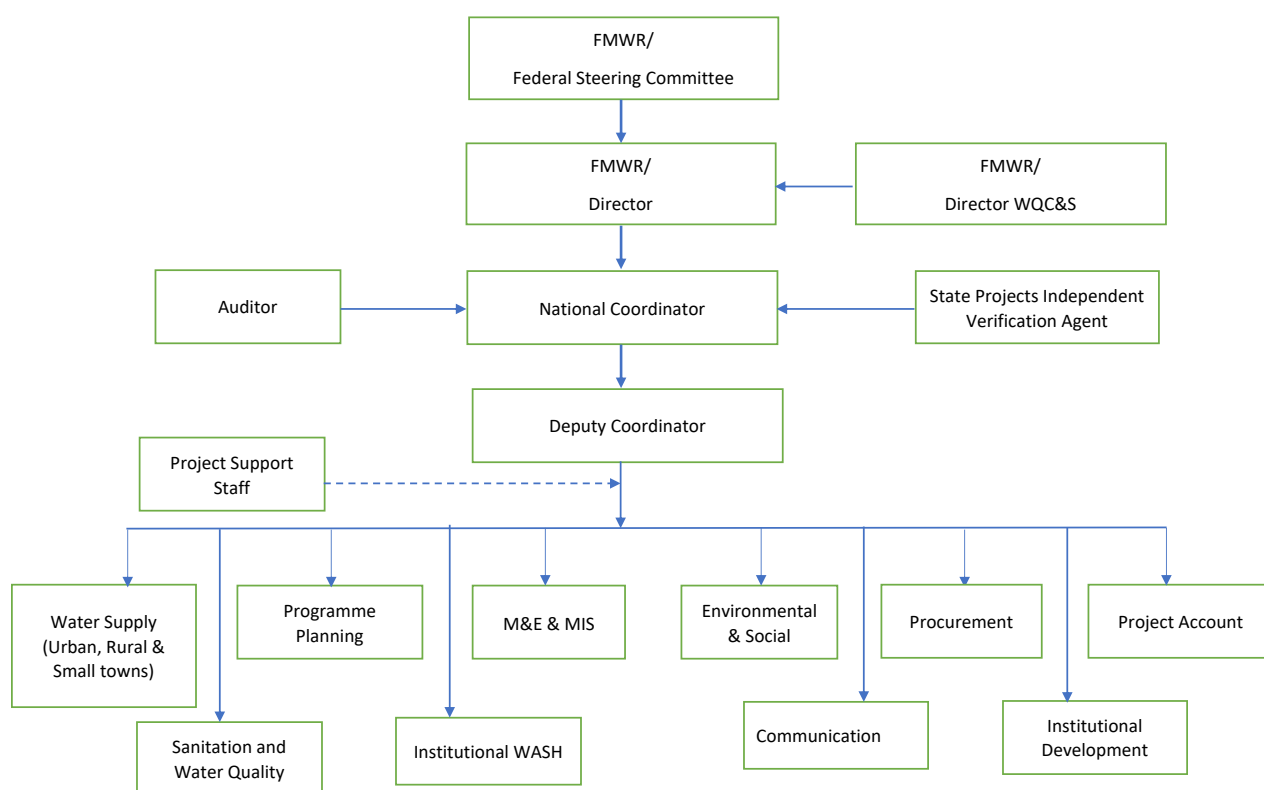 FMWR/
Federal Steering Committee
FMWR/
Director
FMWR/
Director WQC&S
Auditor
National Coordinator
State Projects Independent
Verification Agent
Deputy Coordinator
Project Support
Staff
Water Supply
(Urban, Rural &
Small towns)
Programme
Planning
M&E & MIS
Environmental
& Social
Procurement
Project Account
Sanitation and
Water Quality
Institutional WASH
Communication
Institutional
Development